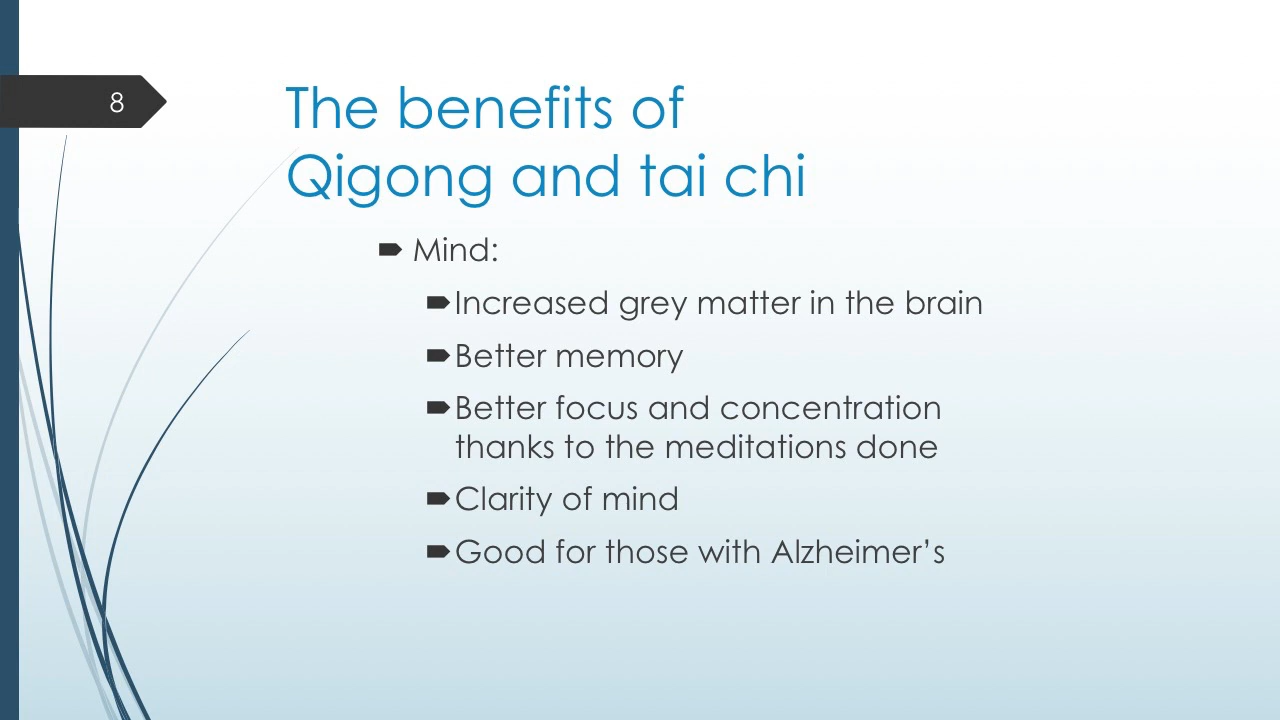 8
The benefits of
Qigong and tai chi
Mind:
Increased grey matter in the brain
Better memory
Better focus and concentration
thanks to the meditations done
Clarity of mind
Good for those with Alzheimer’s